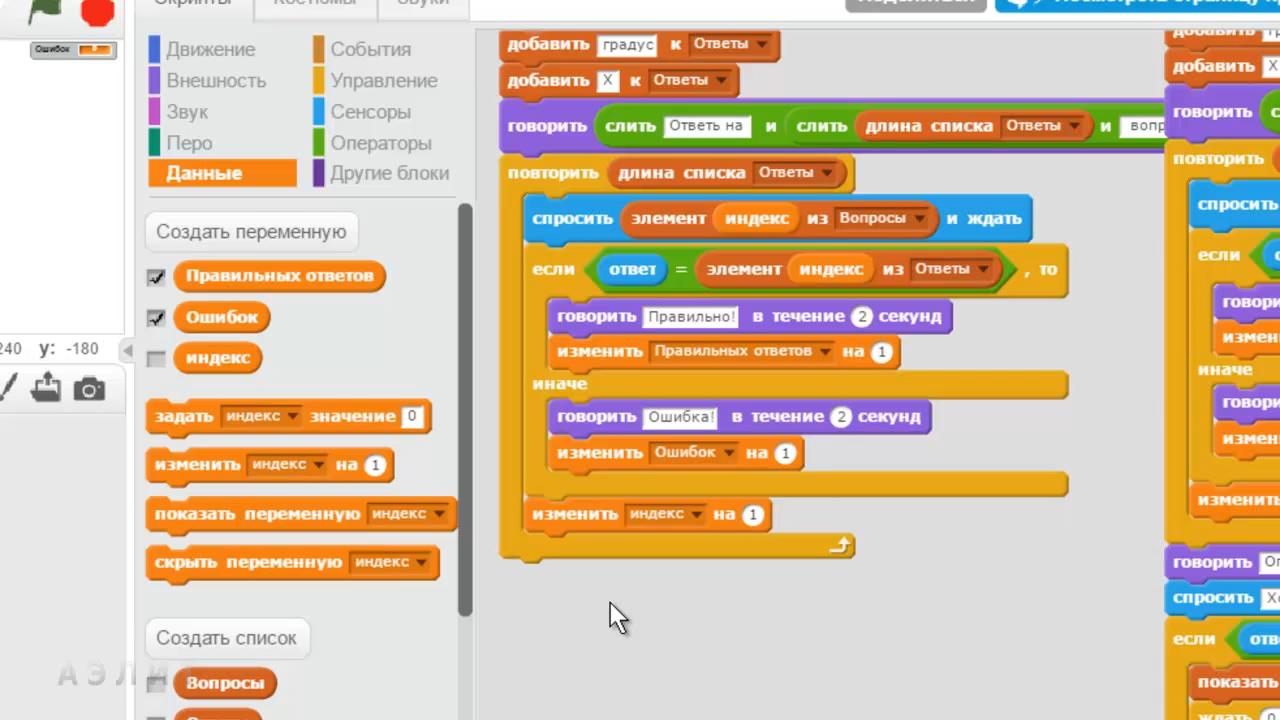 Скрипты Костюмы Звуки
Поделиться
Ошибок
Движение
События
Внешность
Управление
Звук
Сенсоры
Перо
Операторы
Данные
Другие блоки
Создать переменную
Правильных ответов
Ошибок
индекс
задать индекс значение 0
изменить индекс на 1
показать переменную индекс
скрыть переменную индекс
Создать список
Вопросы
240 y: -180
добавить градус к Ответы
добавить X к Ответы
говорить слить Ответь на и слить длина списка Ответы и вопр
повторить длина списка Ответы
спросить элемент индекс из Вопросы и ждать
если ответ = элемент индекс из Ответы , то
говорить Правильно! в течение 2 секунд
изменить Правильных ответов на 1
иначе
говорить Ошибка! в течение 2 секунд
изменить Ошибок на 1
изменить индекс на 1
добавить X
говорить
повторить
спросить
если
говори
измен
иначе
говори
измен
изменить
говорить
спросить
если отве
показать